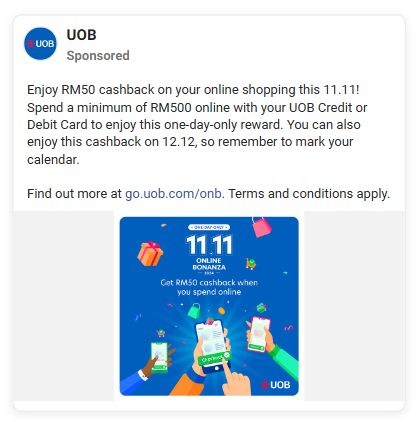 UOB
UOB
Sponsored
Enjoy RM50 cashback on your online shopping this 11.11!
Spend a minimum of RM500 online with your UOB Credit or
Debit Card to enjoy this one-day-only reward. You can also
enjoy this cashback on 12.12, so remember to mark your
calendar.
Find out more at go.uob.com/onb. Terms and conditions apply.
ONE-DAY-ONLY
11.11
ONLINE
BONANZA
2024
Get RM50 cashback when
you spend online
UOB